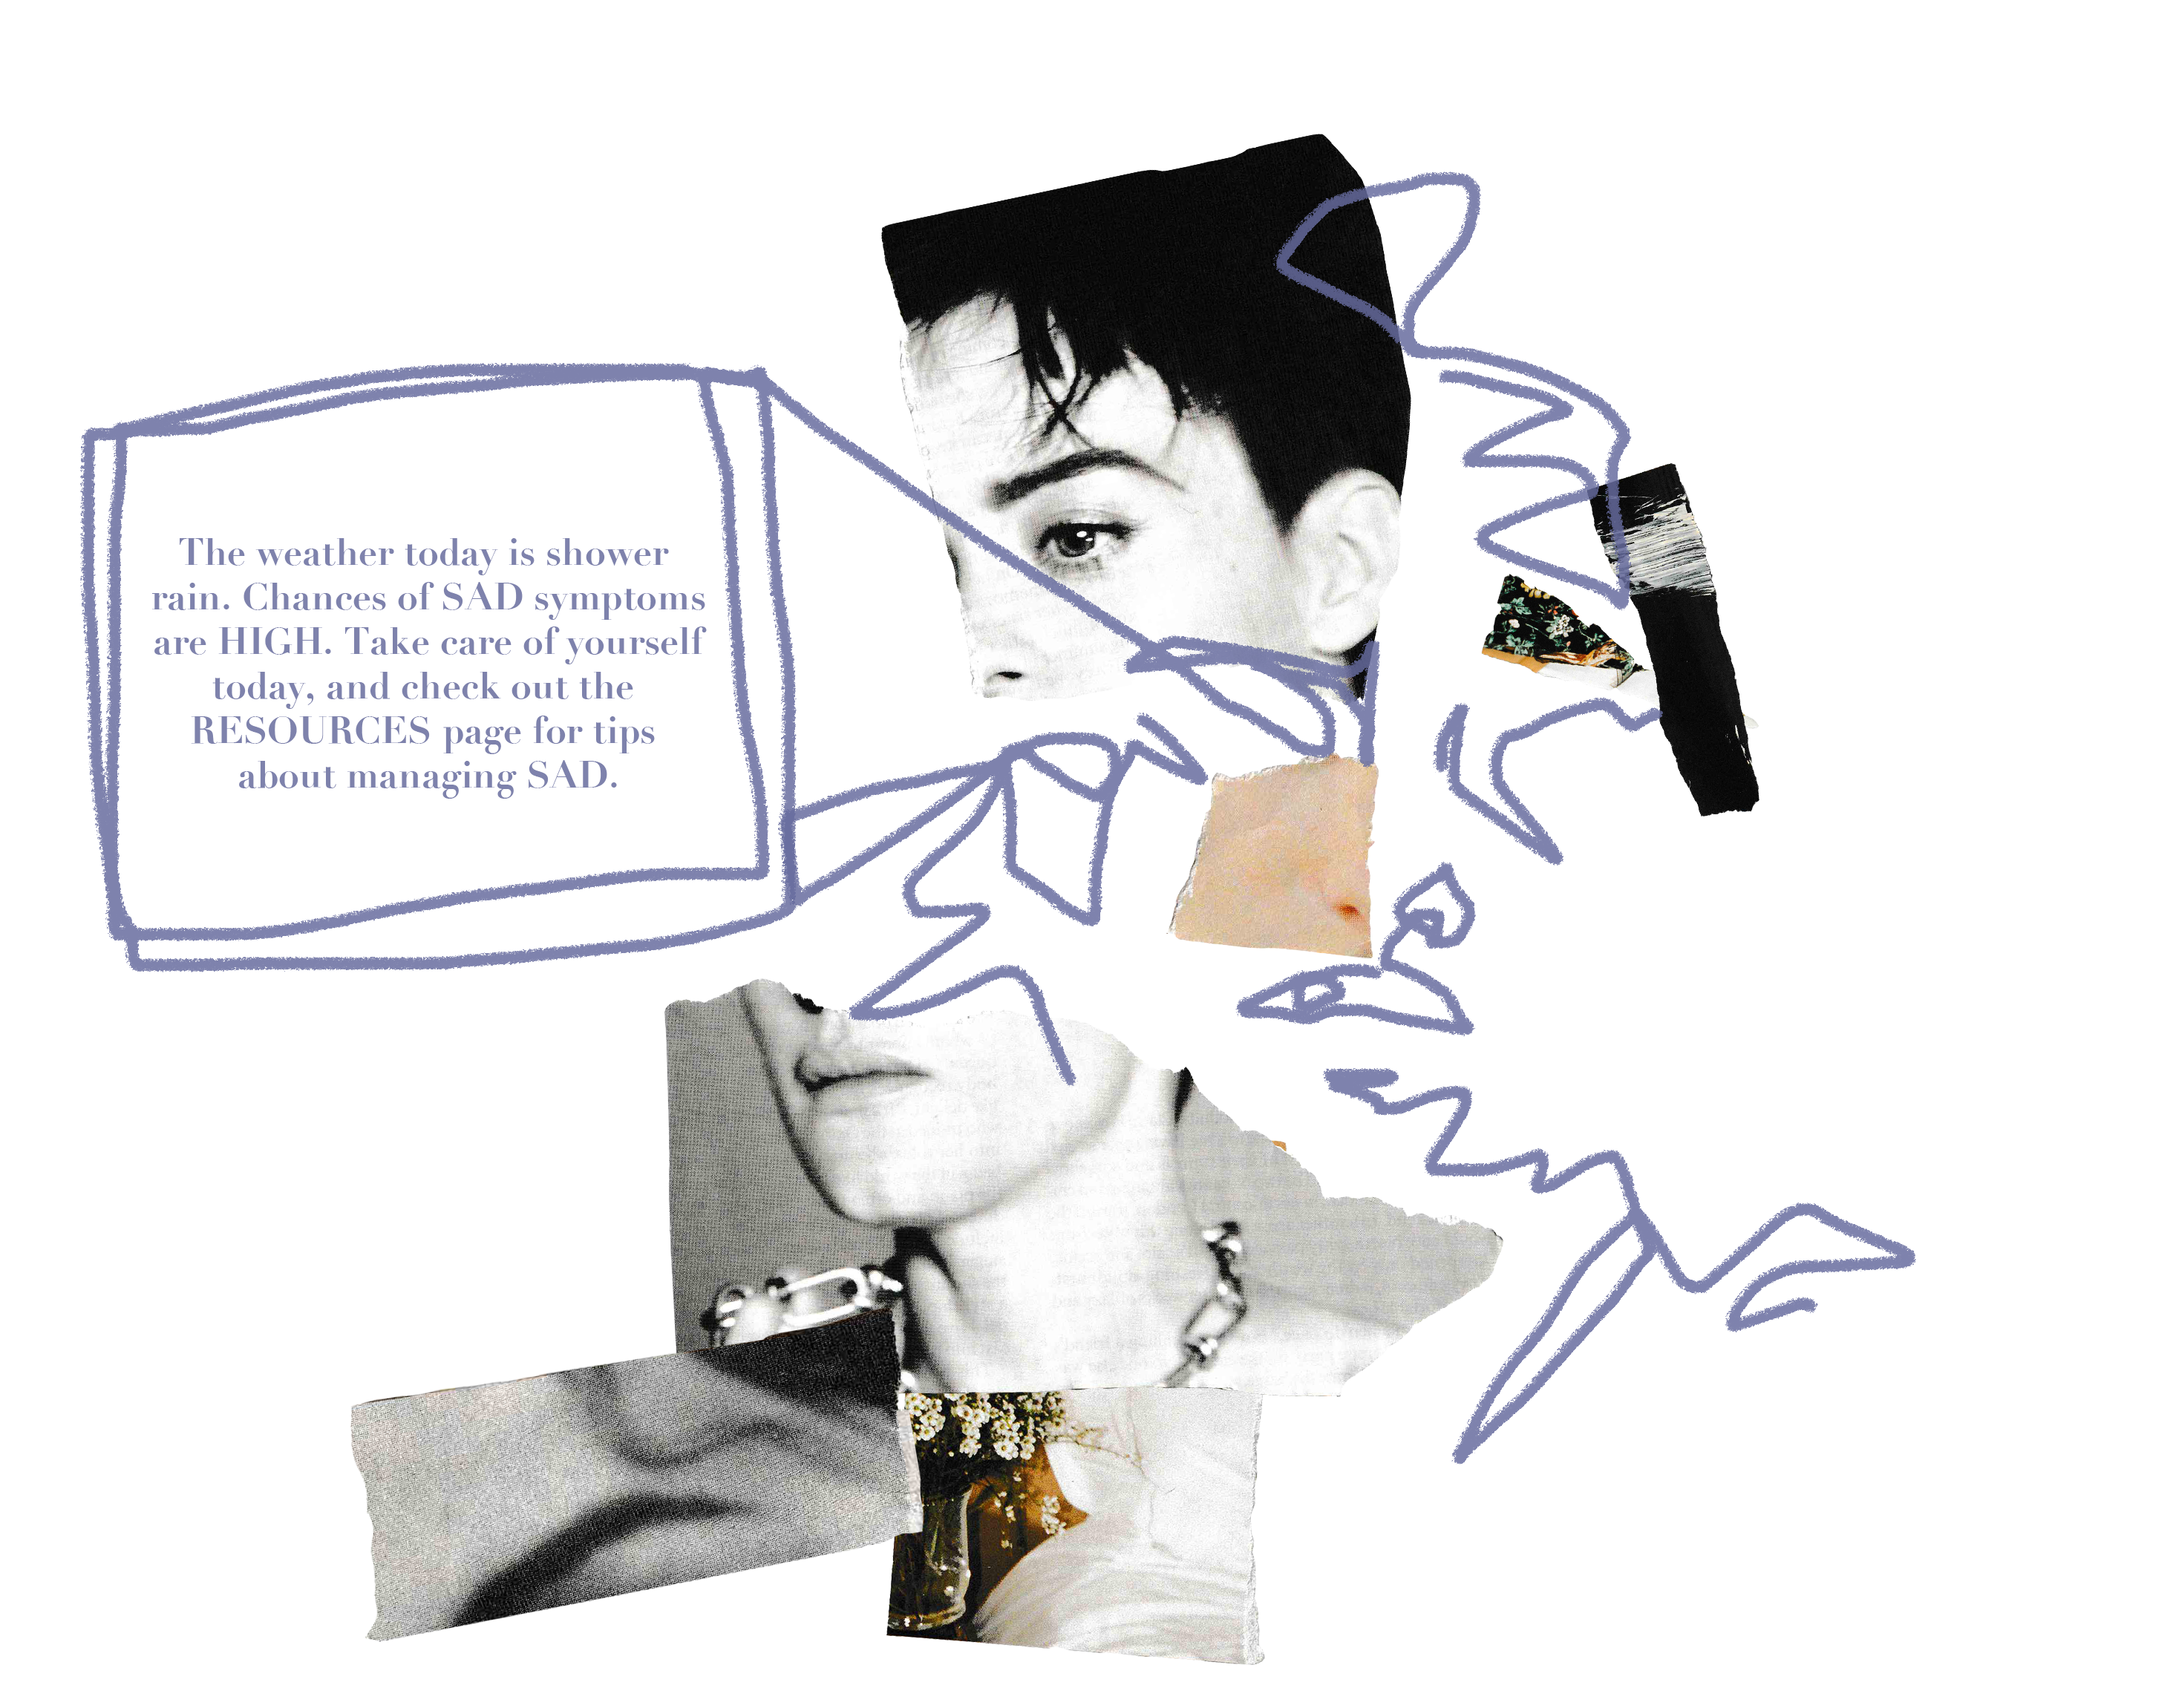 The weather today is shower
rain. Chances of SAD symptoms
are HIGH. Take care of yourself
today, and check out the
RESOURCES page for tips
about managing SAD.